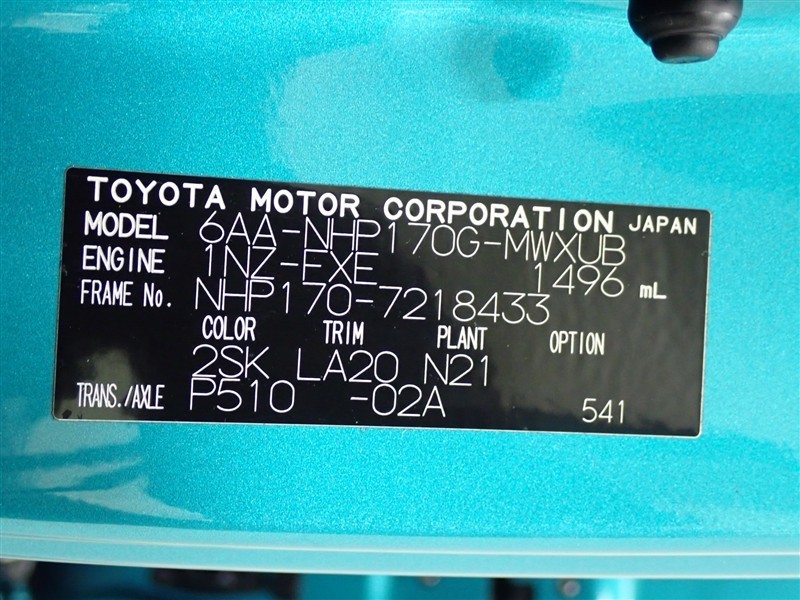 TOYOTA MOTOR CORPORATION JAPAN
MODEL 6AA-NHP170G-MWXUB
ENGINE 1NZ-FXE 1496 mL
FRAME No. NHP170-7218433
COLOR TRIM PLANT OPTION
2SK LA20 N21
TRANS./AXLE P510 -02A 541